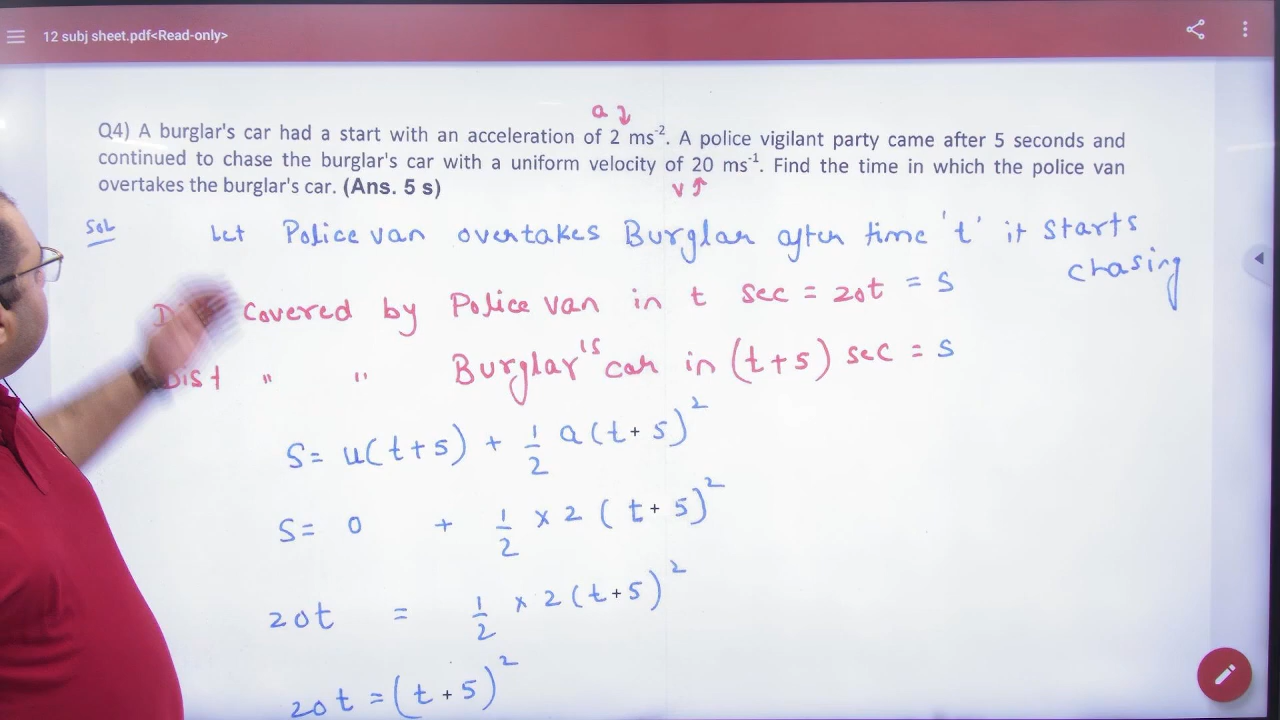 12 subj sheet.pdf<Read-only>
a ↓
Q4) A burglar's car had a start with an acceleration of 2 ms⁻². A police vigilant party came after 5 seconds and
continued to chase the burglar's car with a uniform velocity of 20 ms⁻¹. Find the time in which the police van
overtakes the burglar's car. (Ans. 5 s)
v ↑
Sol Let Police van overtakes Burglar after time 't' it starts
chasing
covered by Police van in t sec = 20t = S
Dist " " Burglar's car in (t+5) sec = S
S = u(t+5) + 1/2 a(t+5)²
S = 0 + 1/2 × 2 (t+5)²
20t = 1/2 × 2(t+5)²
20t = (t+5)²